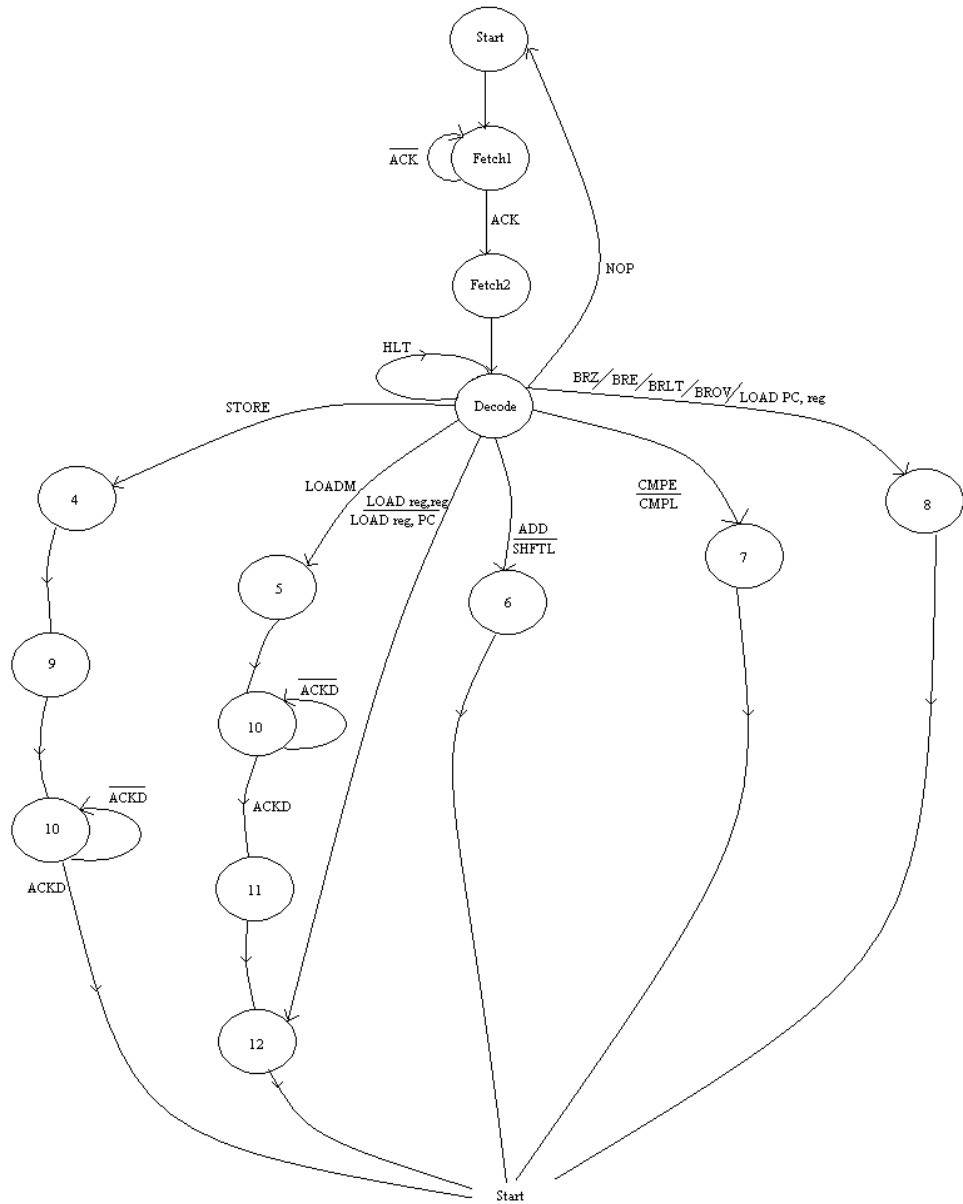 Start
ACK
Fetch1
ACK
Fetch2
NOP
HLT
BRZ/BRE/BRLT/BROV/LOAD PC, reg
Decode
STORE
4
LOADM
LOAD reg,reg
LOAD reg, PC
ADD
SHFTL
CMPE
CMPL
8
7
5
6
9
ACKD
10
ACKD
10
ACKD
ACKD
11
12
Start